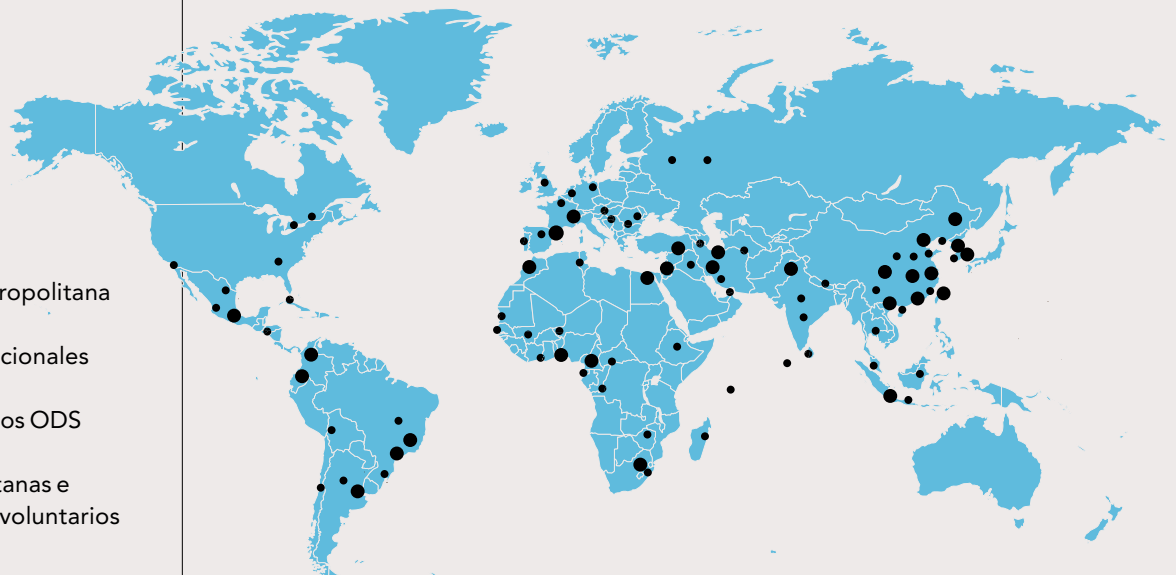 ropolitana
cionales
os ODS
tanas e
voluntarios